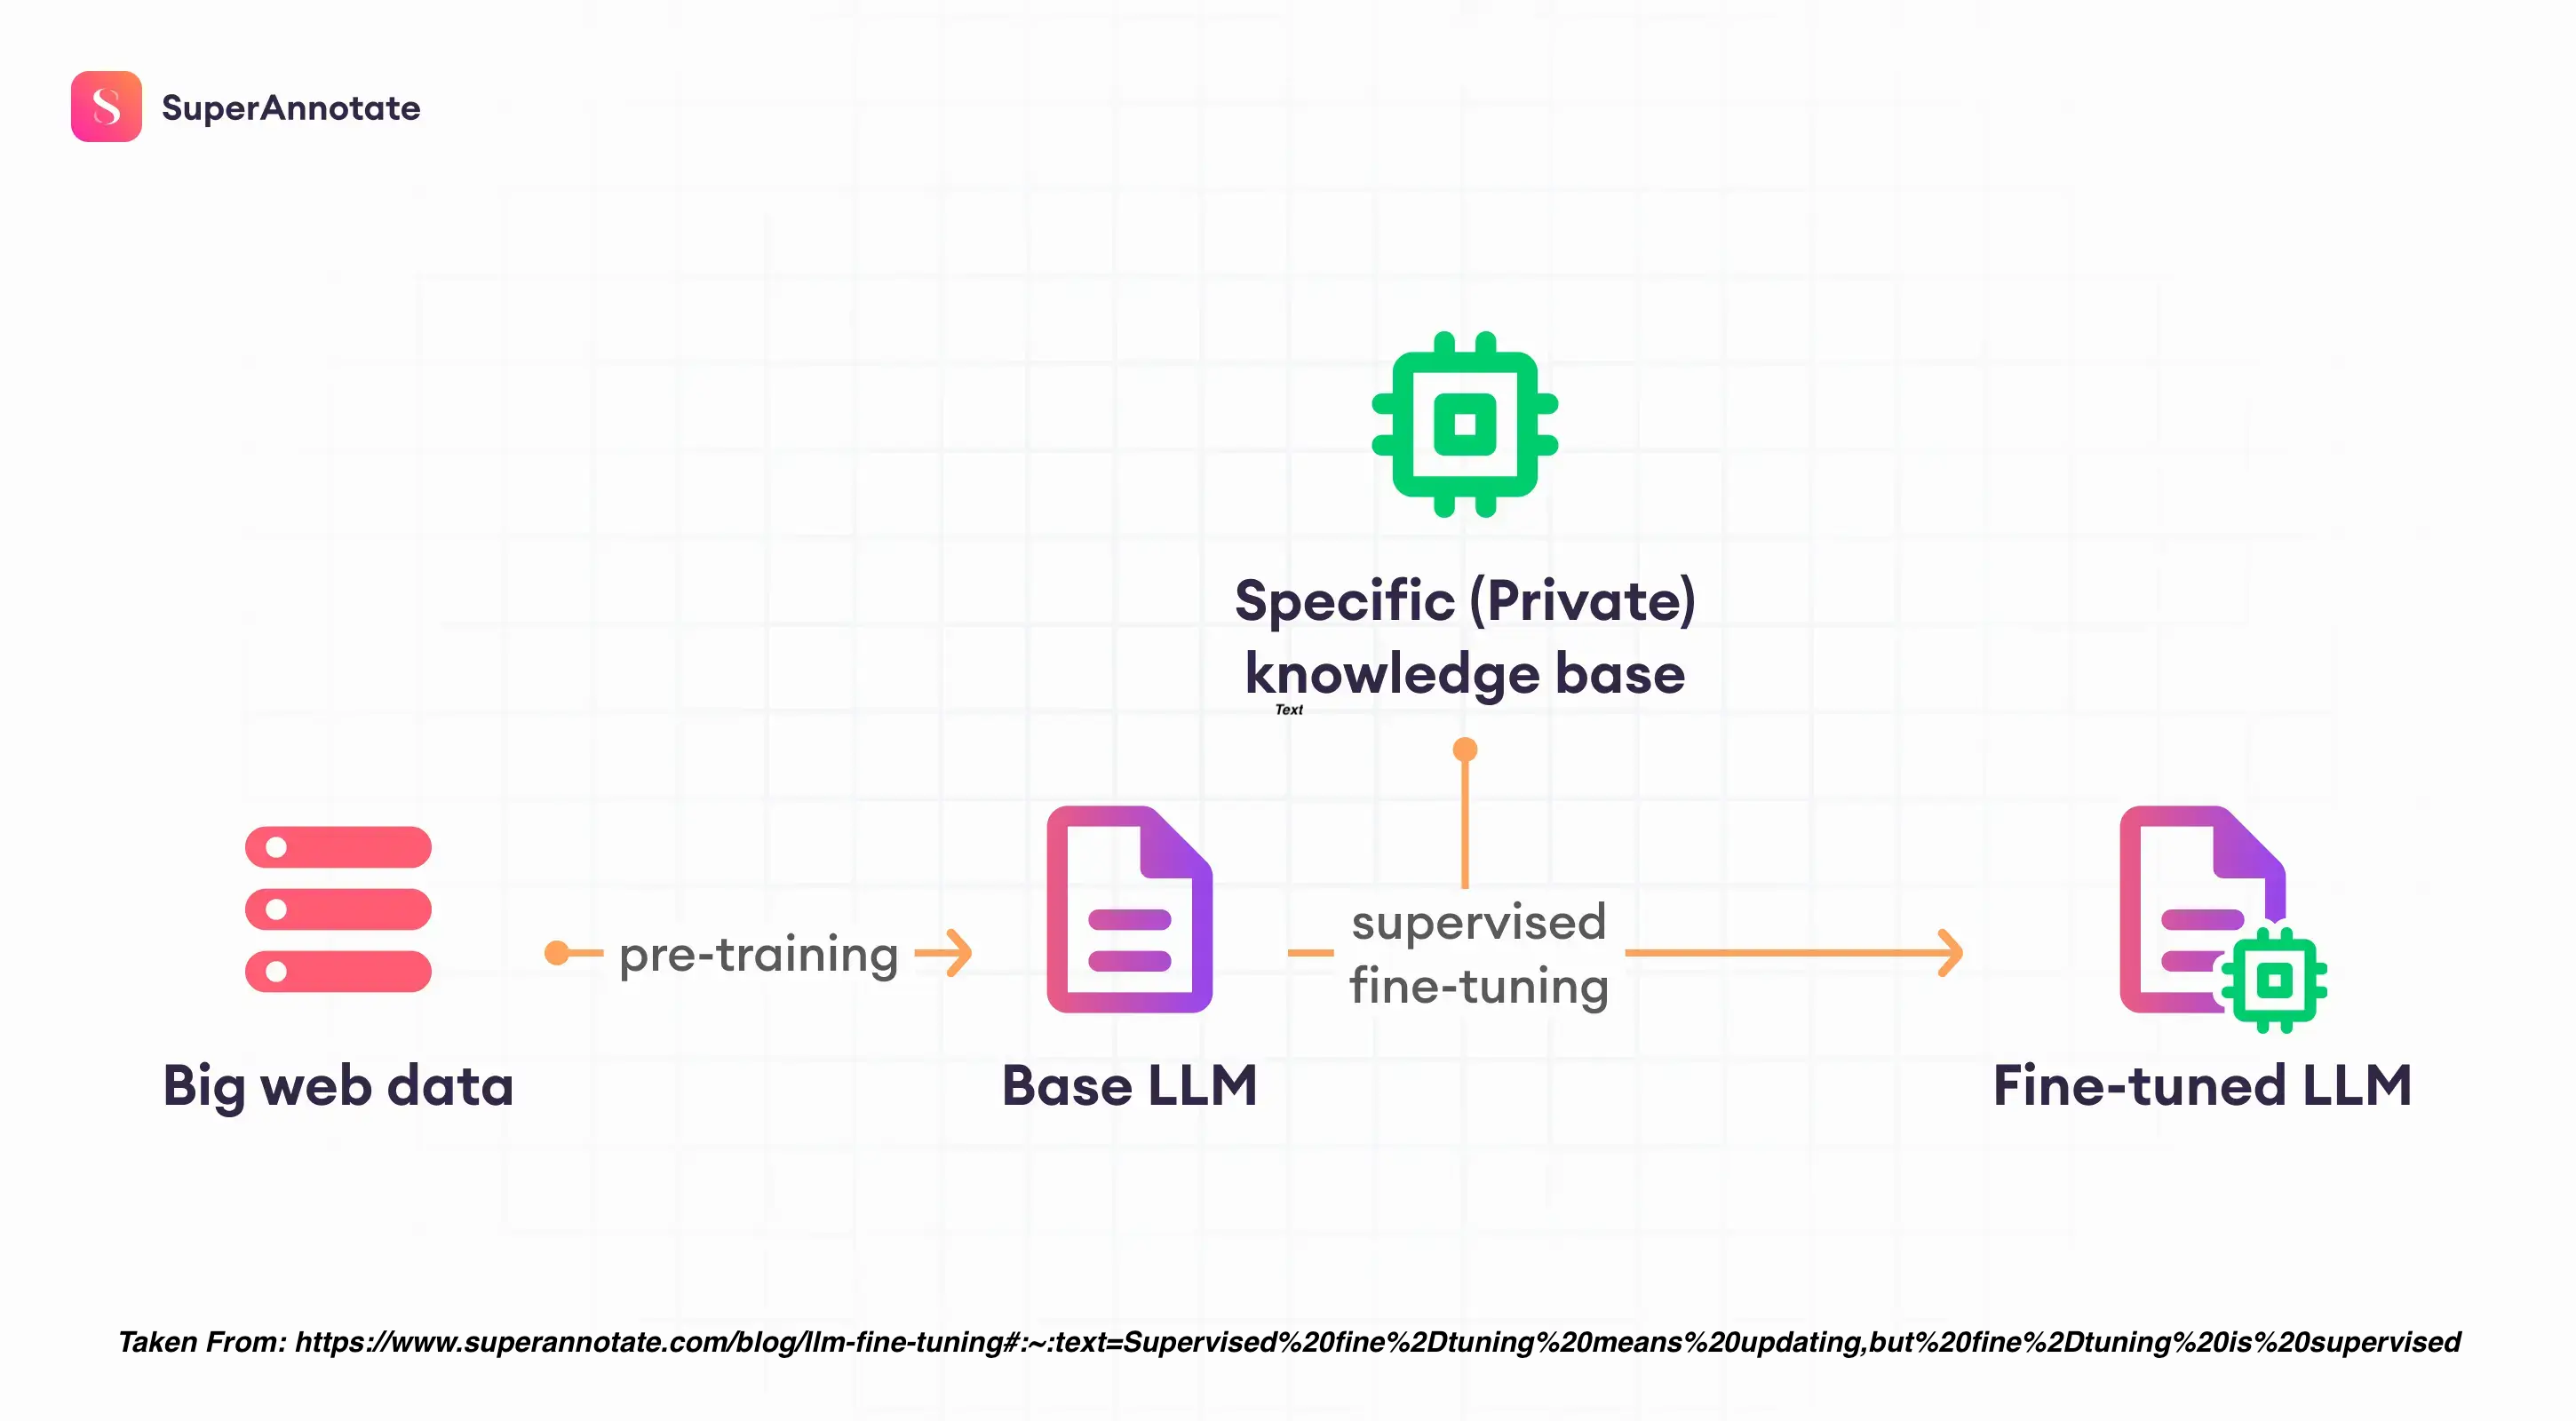 SuperAnnotate
Specific (Private)
knowledge base
Text
pre-training
supervised
fine-tuning
Big web data
Base LLM
Fine-tuned LLM
Taken From: https://www.superannotate.com/blog/llm-fine-tuning#:~:text=Supervised%20fine%2Dtuning%20means%20updating,but%20fine%2Dtuning%20is%20supervised